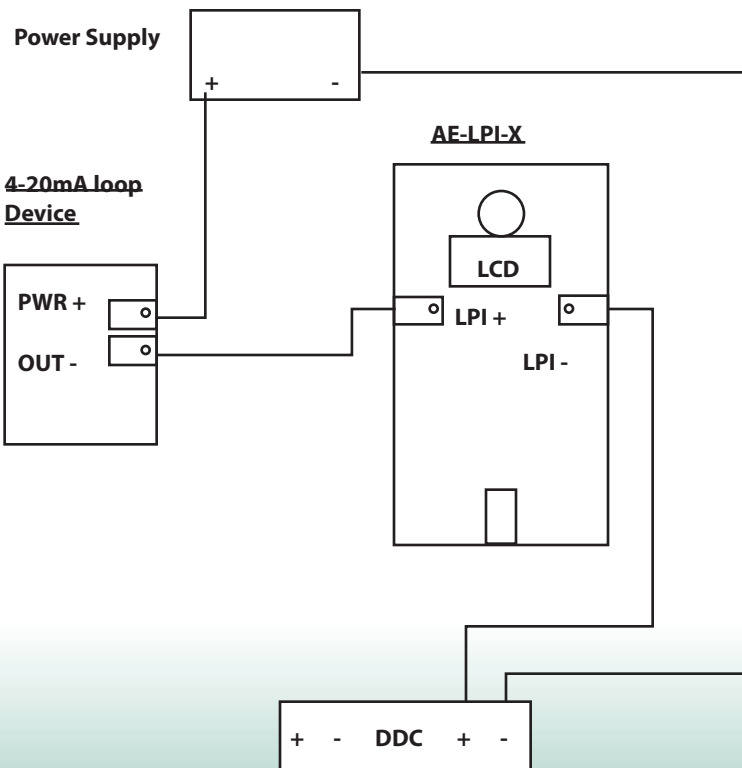 Power Supply
+ -
AE-LPI-X
4-20mA loop
Device
LCD
PWR +
LPI +
OUT -
LPI -
+ - DDC + -